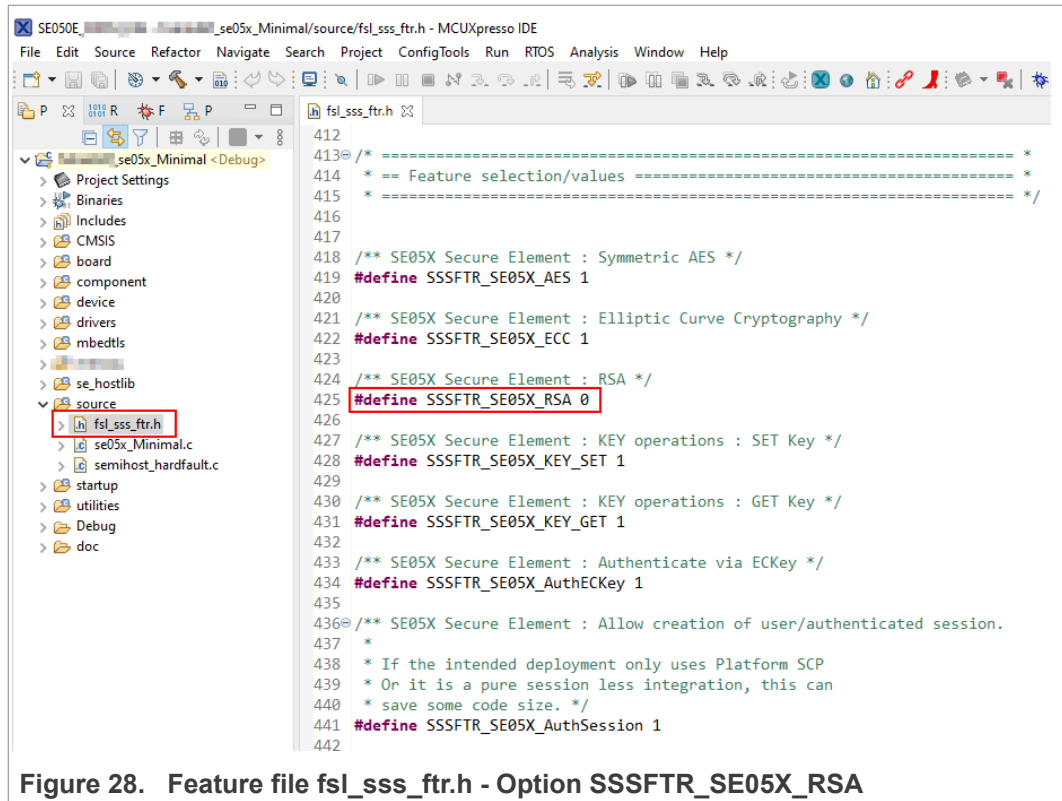 SE050E_ _se05x_Minimal/source/fsl_sss_ftr.h - MCUXpresso IDE
File Edit Source Refactor Navigate Search Project ConfigTools Run RTOS Analysis Window Help
P R F P
fsl_sss_ftr.h
_se05x_Minimal <Debug>
Project Settings
Binaries
Includes
CMSIS
board
component
device
drivers
mbedtls
se_hostlib
source
fsl_sss_ftr.h
se05x_Minimal.c
semihost_hardfault.c
startup
utilities
Debug
doc
412
413 /* ====================================================================== *
414 * == Feature selection/values ========================================== *
415 * ====================================================================== */
416
417
418 /** SE05X Secure Element : Symmetric AES */
419 #define SSSFTR_SE05X_AES 1
420
421 /** SE05X Secure Element : Elliptic Curve Cryptography */
422 #define SSSFTR_SE05X_ECC 1
423
424 /** SE05X Secure Element : RSA */
425 #define SSSFTR_SE05X_RSA 0
426
427 /** SE05X Secure Element : KEY operations : SET Key */
428 #define SSSFTR_SE05X_KEY_SET 1
429
430 /** SE05X Secure Element : KEY operations : GET Key */
431 #define SSSFTR_SE05X_KEY_GET 1
432
433 /** SE05X Secure Element : Authenticate via ECKey */
434 #define SSSFTR_SE05X_AuthECKey 1
435
436 /** SE05X Secure Element : Allow creation of user/authenticated session.
437 *
438 * If the intended deployment only uses Platform SCP
439 * Or it is a pure session less integration, this can
440 * save some code size. */
441 #define SSSFTR_SE05X_AuthSession 1
442
Figure 28. Feature file fsl_sss_ftr.h - Option SSSFTR_SE05X_RSA